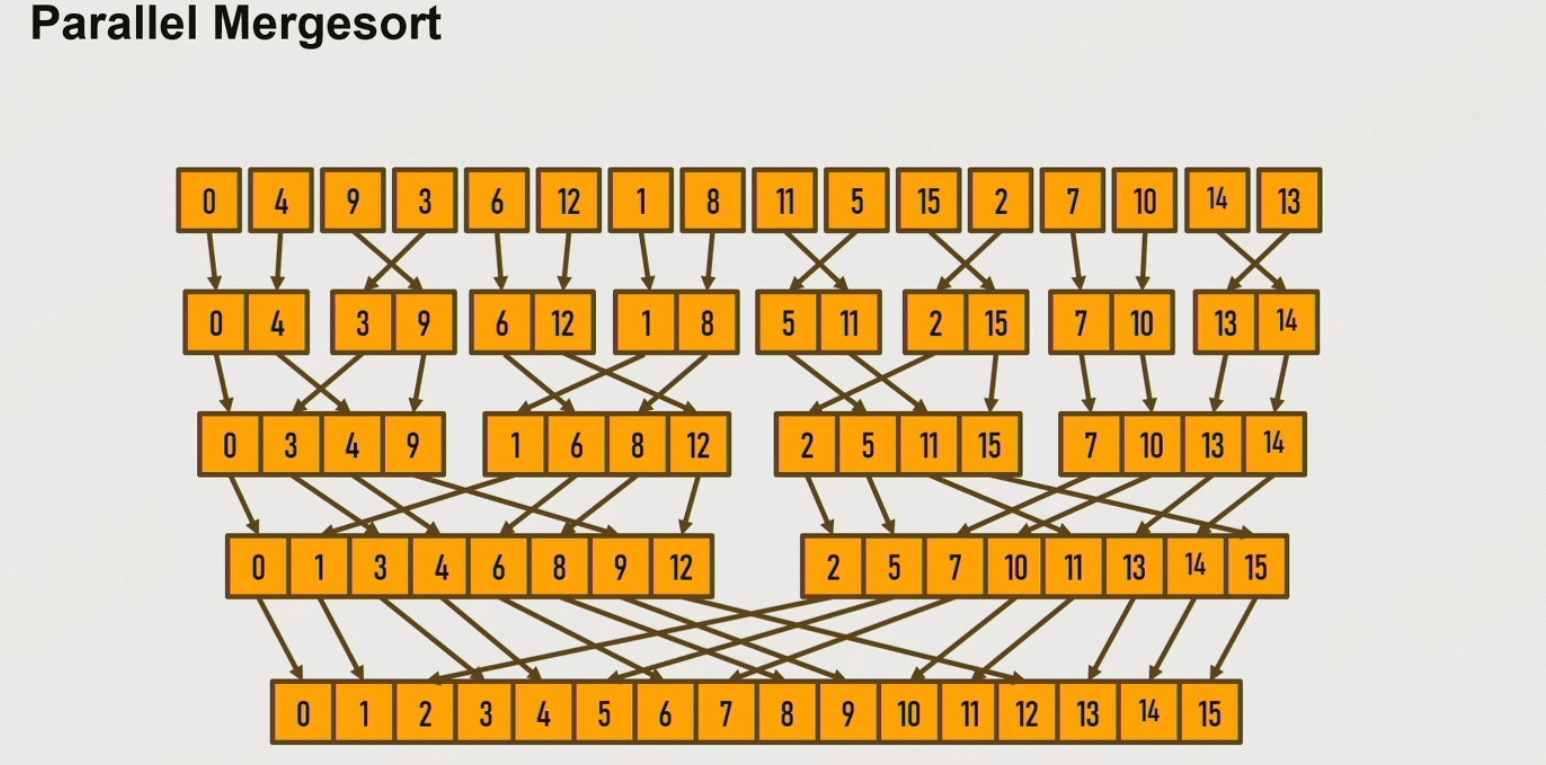 Parallel Mergesort
0 4 9 3 6 12 1 8 11 5 15 2 7 10 14 13
0 4 3 9 6 12 1 8 5 11 2 15 7 10 13 14
0 3 4 9 1 6 8 12 2 5 11 15 7 10 13 14
0 1 3 4 6 8 9 12 2 5 7 10 11 13 14 15
0 1 2 3 4 5 6 7 8 9 10 11 12 13 14 15